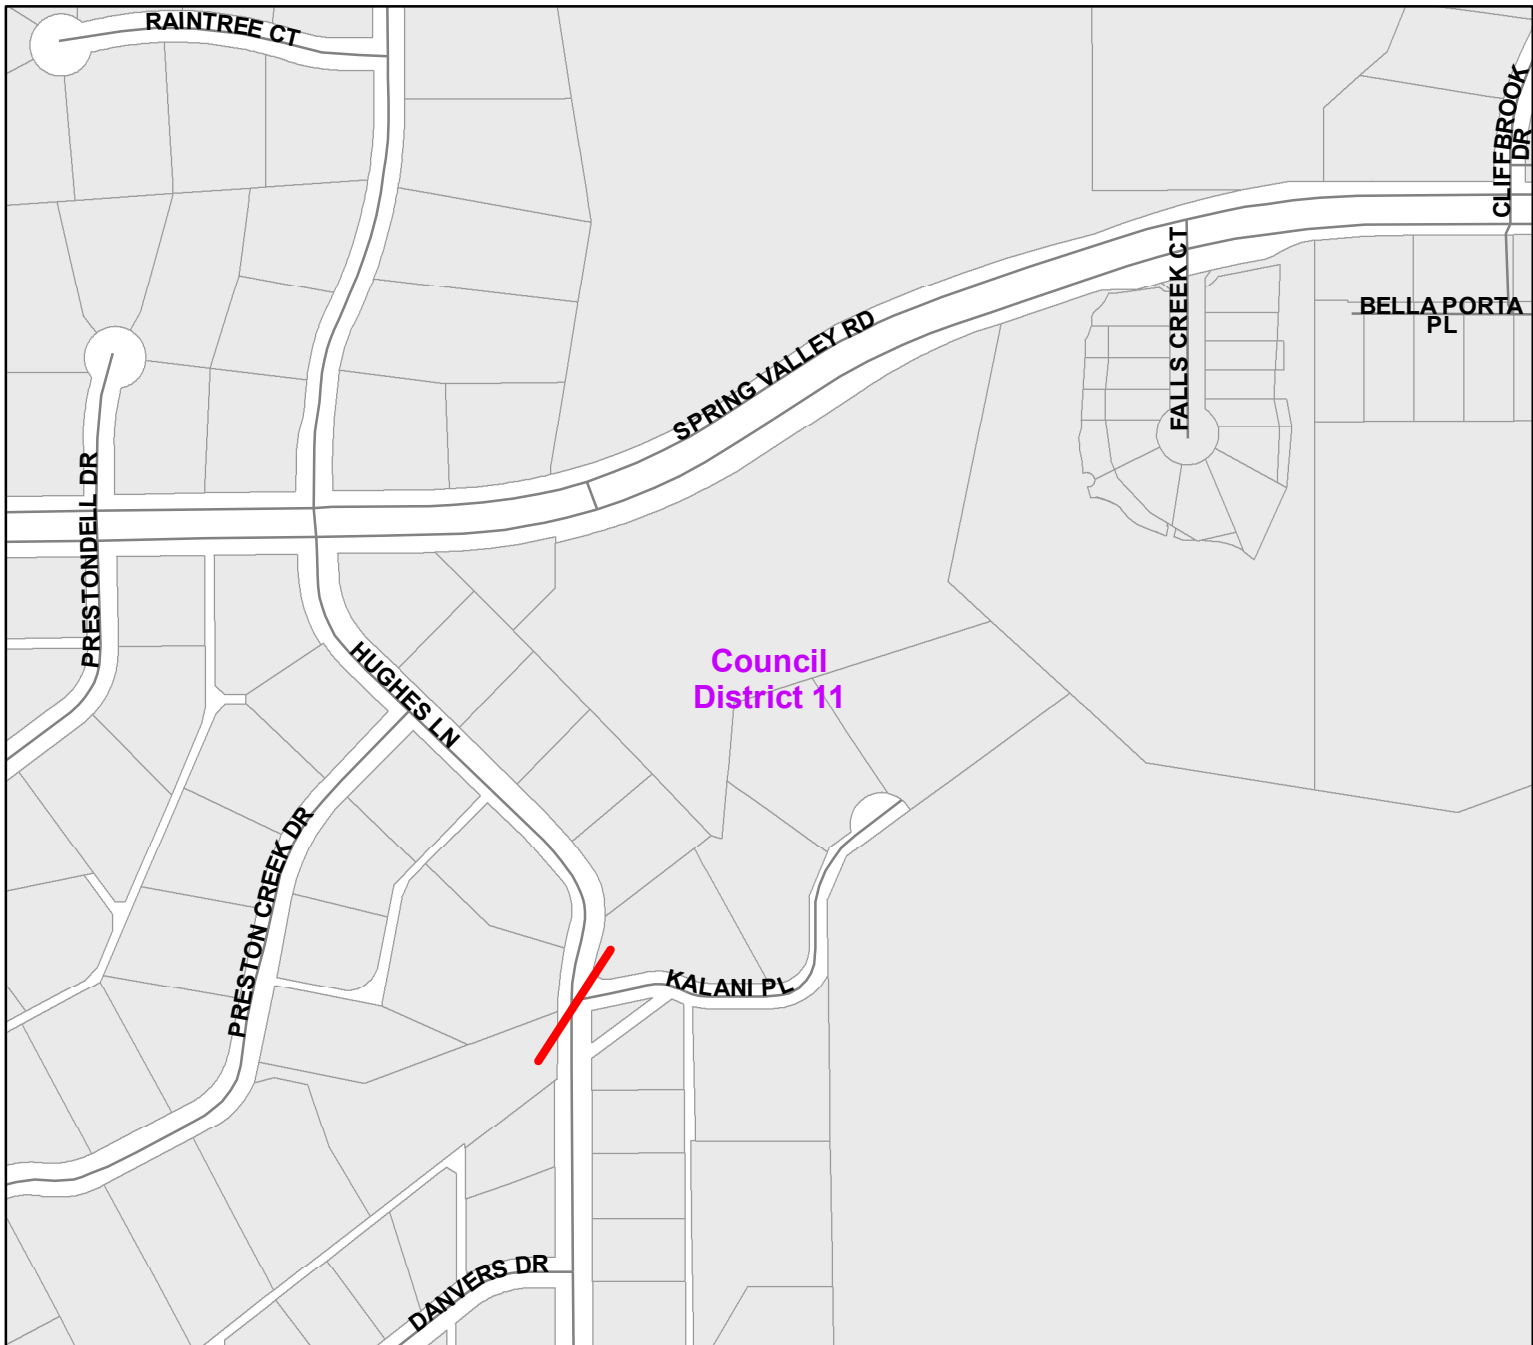 RAINTREE CT
CLIFFBROOK
DR
FALLS CREEK CT
BELLA PORTA
PL
SPRING VALLEY RD
PRESTONDELL DR
HUGHES LN
Council
District 11
PRESTON CREEK DR
KALANI PL
DANVERS DR